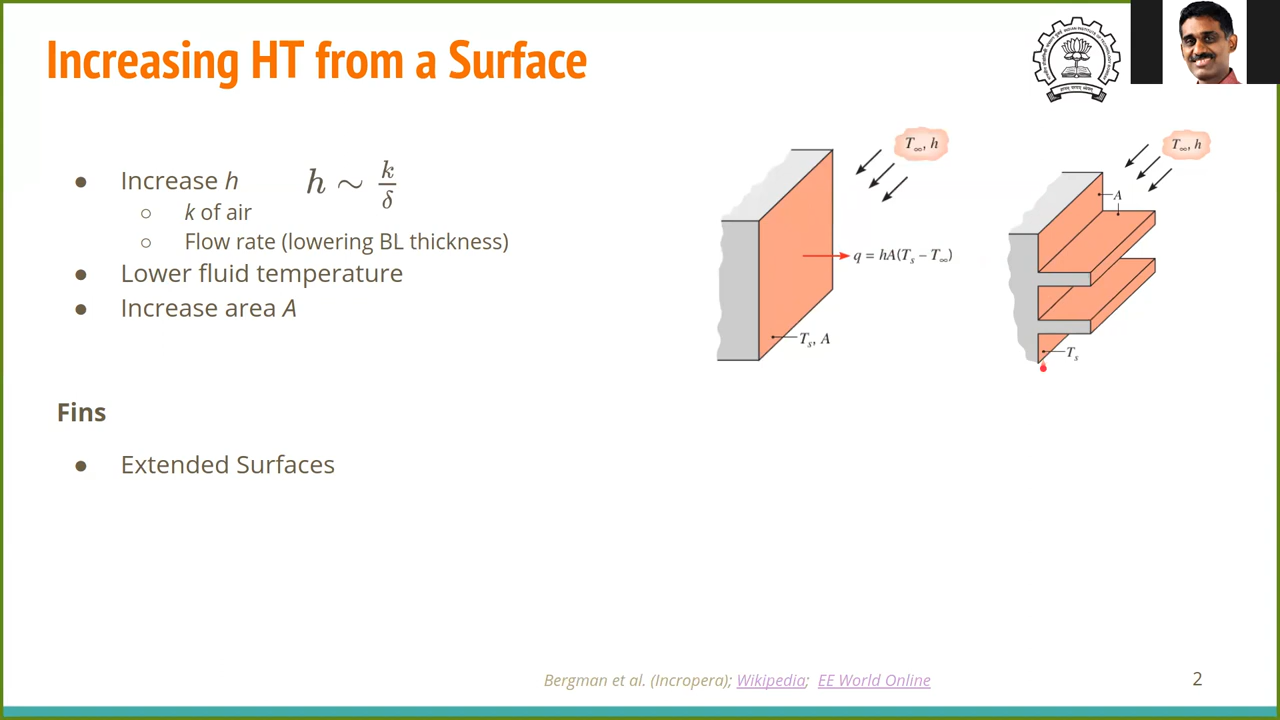 Increasing HT from a Surface
● Increase h
h ~ k/δ
○ k of air
○ Flow rate (lowering BL thickness)
● Lower fluid temperature
● Increase area A
T∞, h
q = hA(Ts – T∞)
Ts, A
T∞, h
A
Ts
Fins
● Extended Surfaces
Bergman et al. (Incropera); Wikipedia; EE World Online
2